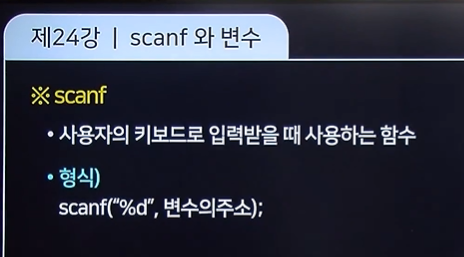 제24강 | scanf 와 변수
※ scanf
• 사용자의 키보드로 입력받을 때 사용하는 함수
• 형식)
scanf("%d", 변수의주소);